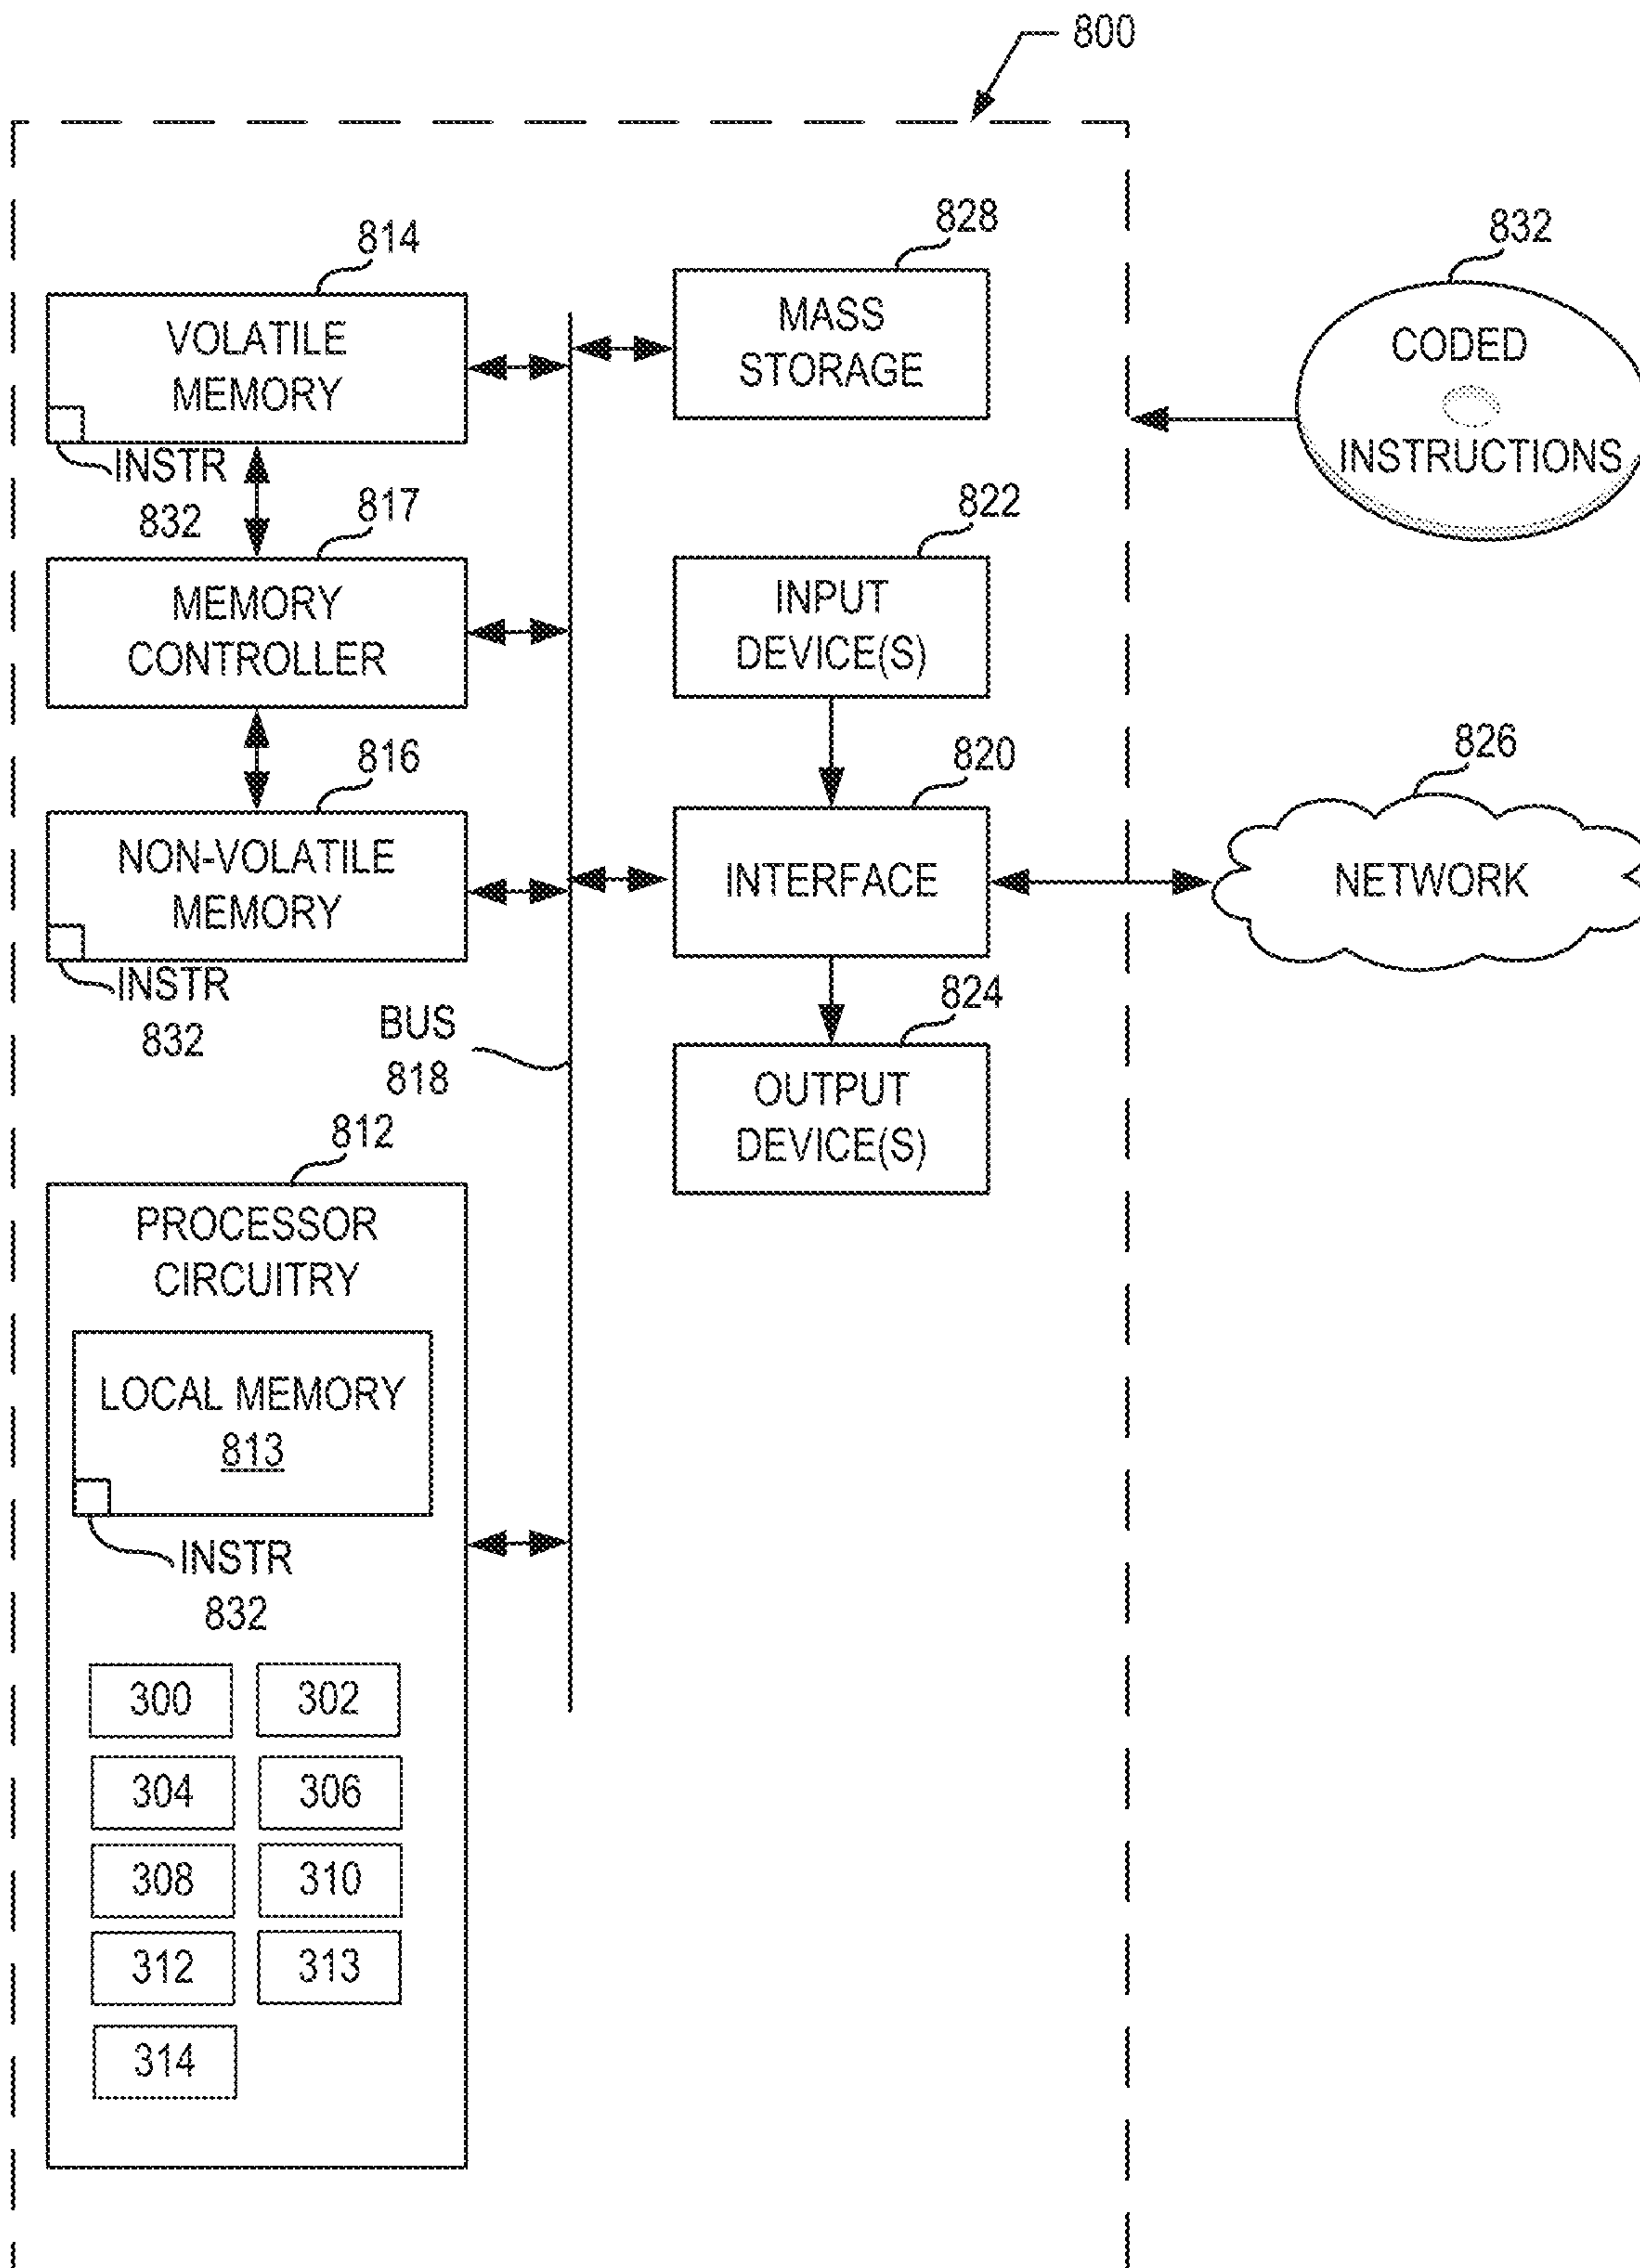 800
814
VOLATILE
MEMORY
INSTR
832
817
MEMORY
CONTROLLER
816
NON-VOLATILE
MEMORY
INSTR
832
BUS
818
812
PROCESSOR
CIRCUITRY
LOCAL MEMORY
813
INSTR
832
300 302
304 306
308 310
312 313
314
828
MASS
STORAGE
822
INPUT
DEVICE(S)
820
INTERFACE
824
OUTPUT
DEVICE(S)
832
CODED
INSTRUCTIONS
826
NETWORK